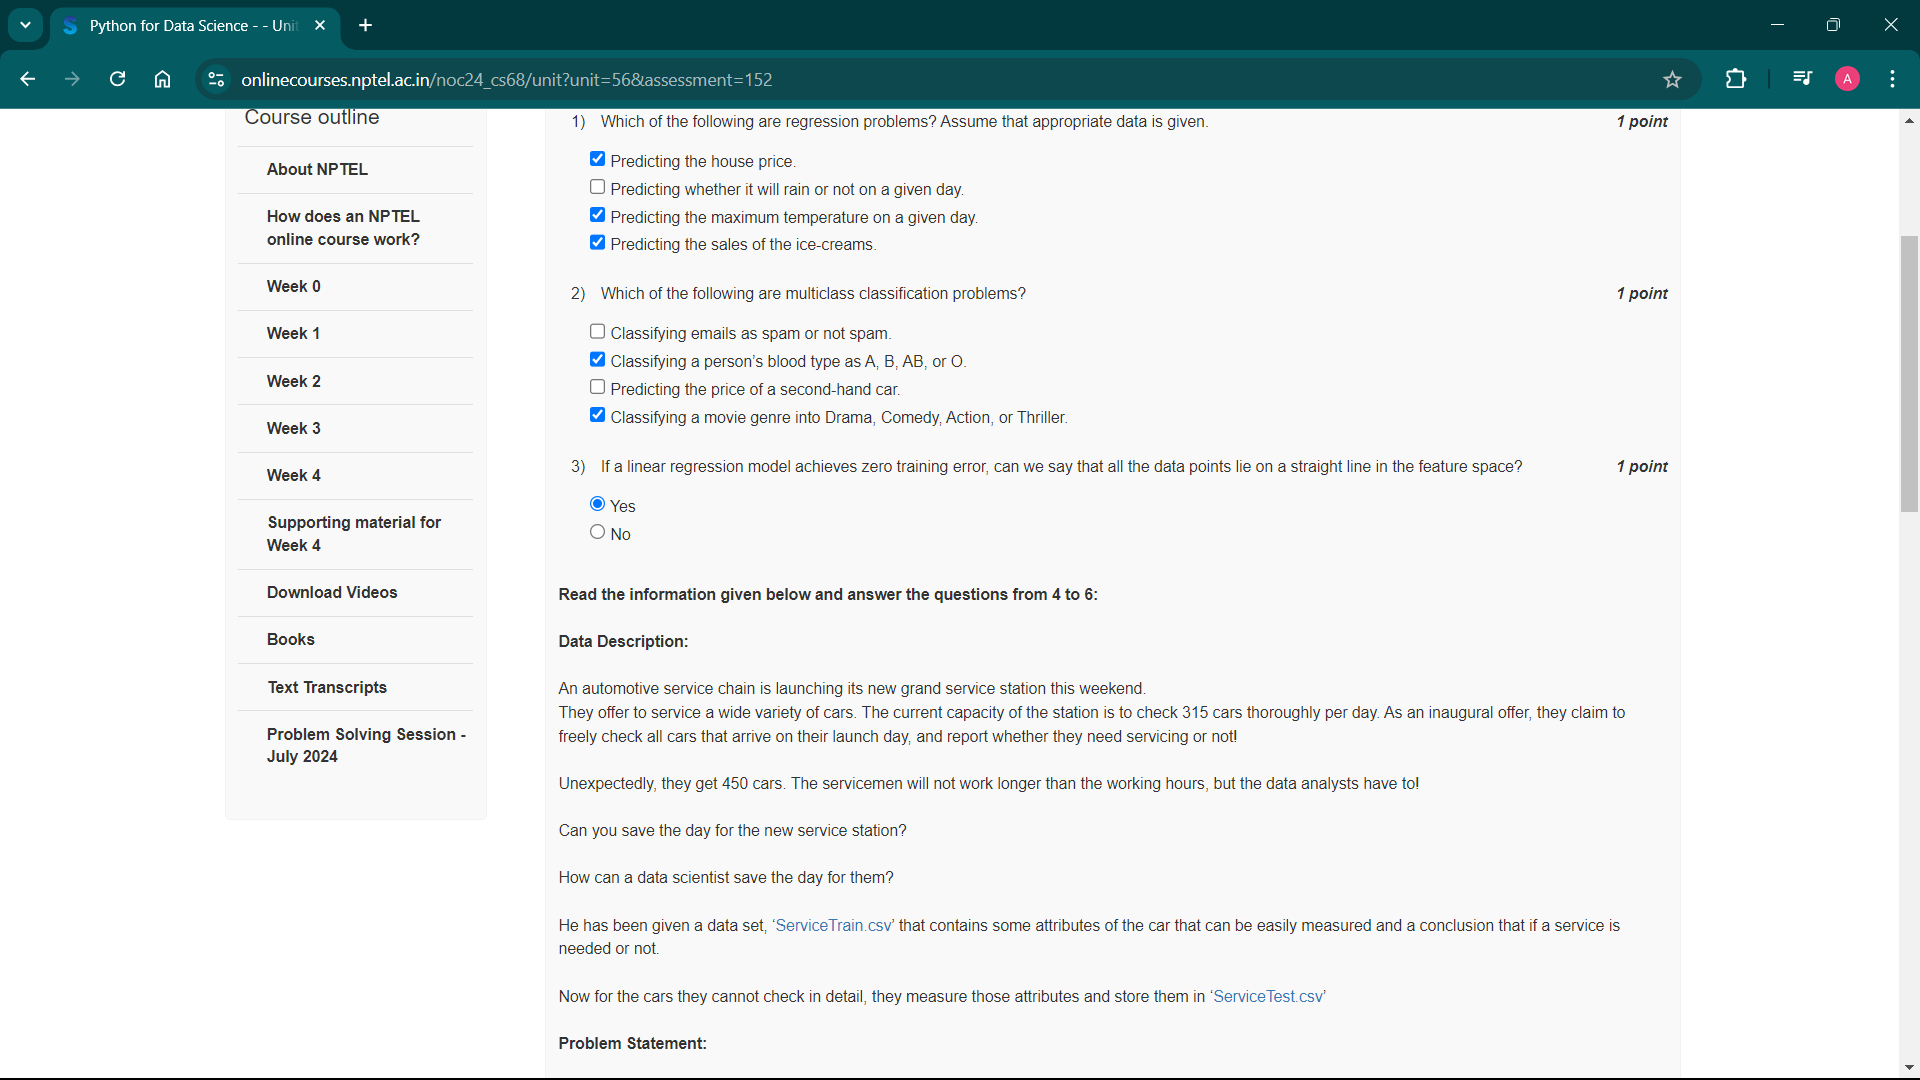 Python for Data Science - - Unit
onlinecourses.nptel.ac.in/noc24_cs68/unit?unit=56&assessment=152
A
Course outline
About NPTEL
How does an NPTEL
online course work?
Week 0
Week 1
Week 2
Week 3
Week 4
Supporting material for
Week 4
Download Videos
Books
Text Transcripts
Problem Solving Session -
July 2024
1) Which of the following are regression problems? Assume that appropriate data is given. 1 point
Predicting the house price.
Predicting whether it will rain or not on a given day.
Predicting the maximum temperature on a given day.
Predicting the sales of the ice-creams.
2) Which of the following are multiclass classification problems? 1 point
Classifying emails as spam or not spam.
Classifying a person’s blood type as A, B, AB, or O.
Predicting the price of a second-hand car.
Classifying a movie genre into Drama, Comedy, Action, or Thriller.
3) If a linear regression model achieves zero training error, can we say that all the data points lie on a straight line in the feature space? 1 point
Yes
No
Read the information given below and answer the questions from 4 to 6:
Data Description:
An automotive service chain is launching its new grand service station this weekend.
They offer to service a wide variety of cars. The current capacity of the station is to check 315 cars thoroughly per day. As an inaugural offer, they claim to
freely check all cars that arrive on their launch day, and report whether they need servicing or not!
Unexpectedly, they get 450 cars. The servicemen will not work longer than the working hours, but the data analysts have to!
Can you save the day for the new service station?
How can a data scientist save the day for them?
He has been given a data set, ‘ServiceTrain.csv’ that contains some attributes of the car that can be easily measured and a conclusion that if a service is
needed or not.
Now for the cars they cannot check in detail, they measure those attributes and store them in ‘ServiceTest.csv’
Problem Statement: